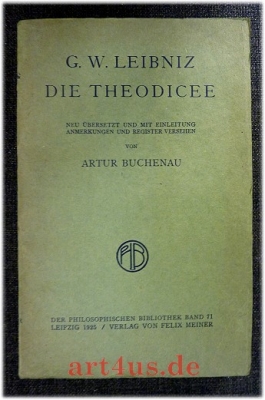 G. W. LEIBNIZ
DIE THEODICEE
NEU ÜBERSETZT UND MIT EINLEITUNG
ANMERKUNGEN UND REGISTER VERSEHEN
VON
ARTUR BUCHENAU
PhB
DER PHILOSOPHISCHEN BIBLIOTHEK BAND 71
LEIPZIG 1925 / VERLAG VON FELIX MEINER
art4us.de